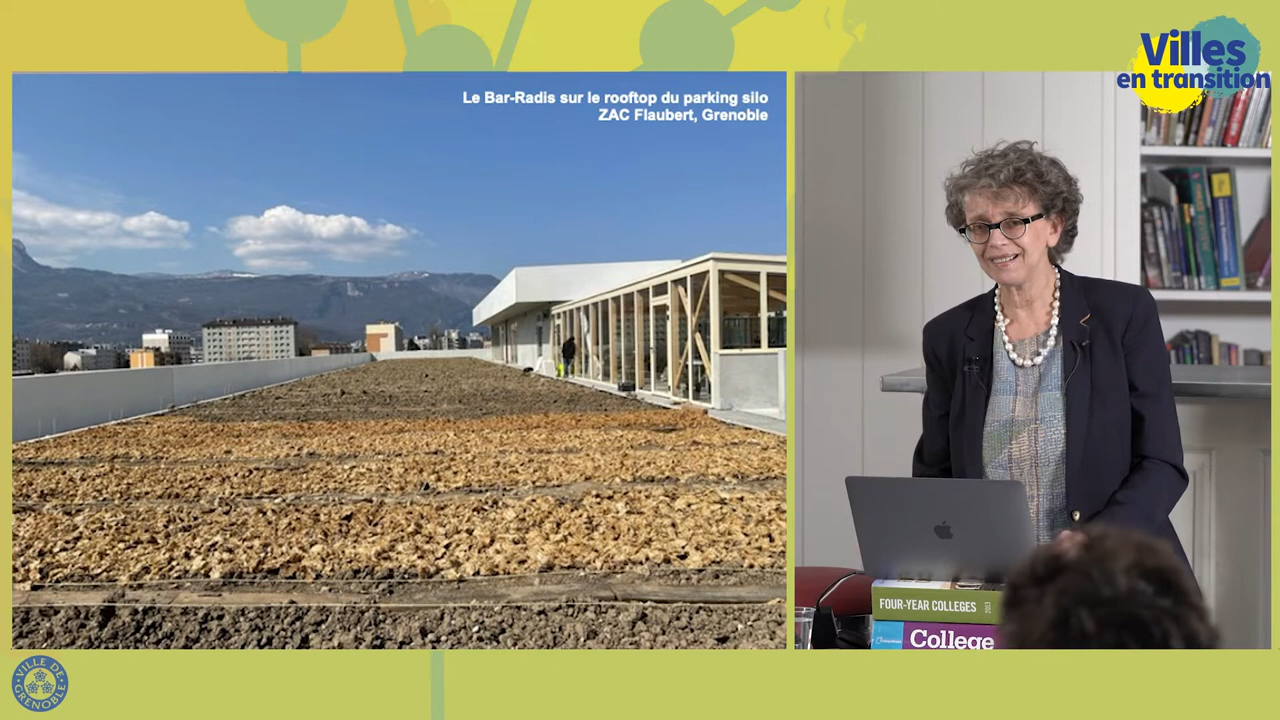 Villes
en transition
Le Bar-Radis sur le rooftop du parking silo
ZAC Flaubert, Grenoble
FOUR-YEAR COLLEGES
2013
College
VILLE DE
GRENOBLE